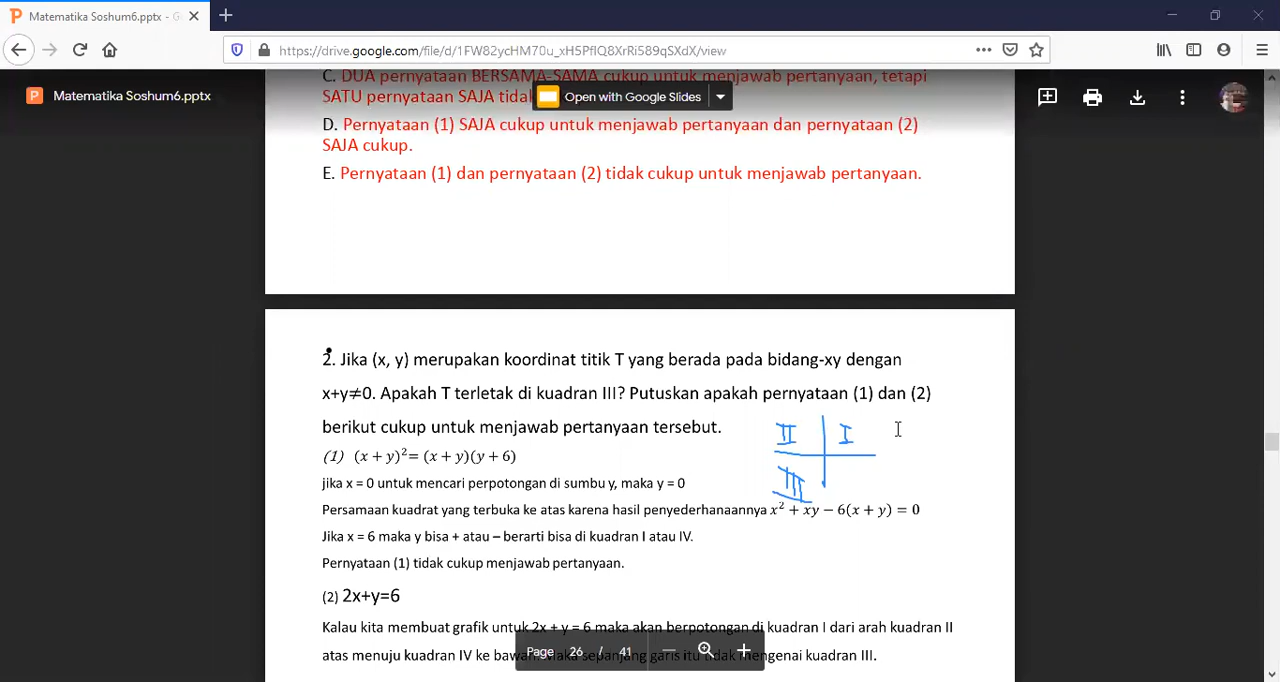 Matematika Soshum6.pptx - G
https://drive.google.com/file/d/1FW82ycHM70u_xH5PflQ8XrRi589qSXdX/view
Matematika Soshum6.pptx
Open with Google Slides
C. DUA pernyataan BERSAMA-SAMA cukup untuk menjawab pertanyaan, tetapi
SATU pernyataan SAJA
D. Pernyataan (1) SAJA cukup untuk menjawab pertanyaan dan pernyataan (2)
SAJA cukup.
E. Pernyataan (1) dan pernyataan (2) tidak cukup untuk menjawab pertanyaan.
2. Jika (x, y) merupakan koordinat titik T yang berada pada bidang-xy dengan
x+y≠0. Apakah T terletak di kuadran III? Putuskan apakah pernyataan (1) dan (2)
berikut cukup untuk menjawab pertanyaan tersebut.
II I
III
(1) (x + y)²= (x + y)(y + 6)
jika x = 0 untuk mencari perpotongan di sumbu y, maka y = 0
Persamaan kuadrat yang terbuka ke atas karena hasil penyederhanaannya x² + xy − 6(x + y) = 0
Jika x = 6 maka y bisa + atau – berarti bisa di kuadran I atau IV.
Pernyataan (1) tidak cukup menjawab pertanyaan.
(2) 2x+y=6
Kalau kita membuat grafik untuk 2x + y = 6 maka akan berpotongan di kuadran I dari arah kuadran II
atas menuju kuadran IV ke sepanjang garis itu tidak mengenai kuadran III.
Page 26 / 41